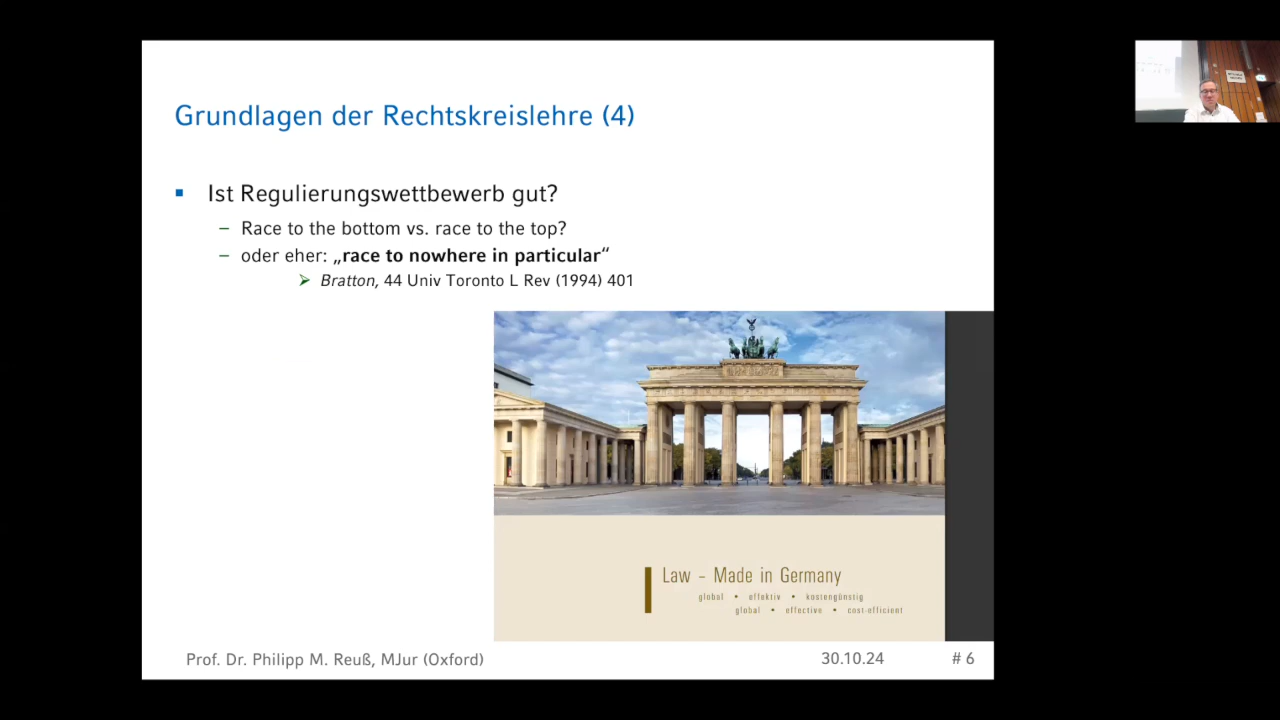 Grundlagen der Rechtskreislehre (4)
▪ Ist Regulierungswettbewerb gut?
– Race to the bottom vs. race to the top?
– oder eher: „race to nowhere in particular“
➢ Bratton, 44 Univ Toronto L Rev (1994) 401
Law – Made in Germany
global • effektiv • kostengünstig
global • effective • cost-efficient
Prof. Dr. Philipp M. Reuß, MJur (Oxford) 30.10.24 # 6